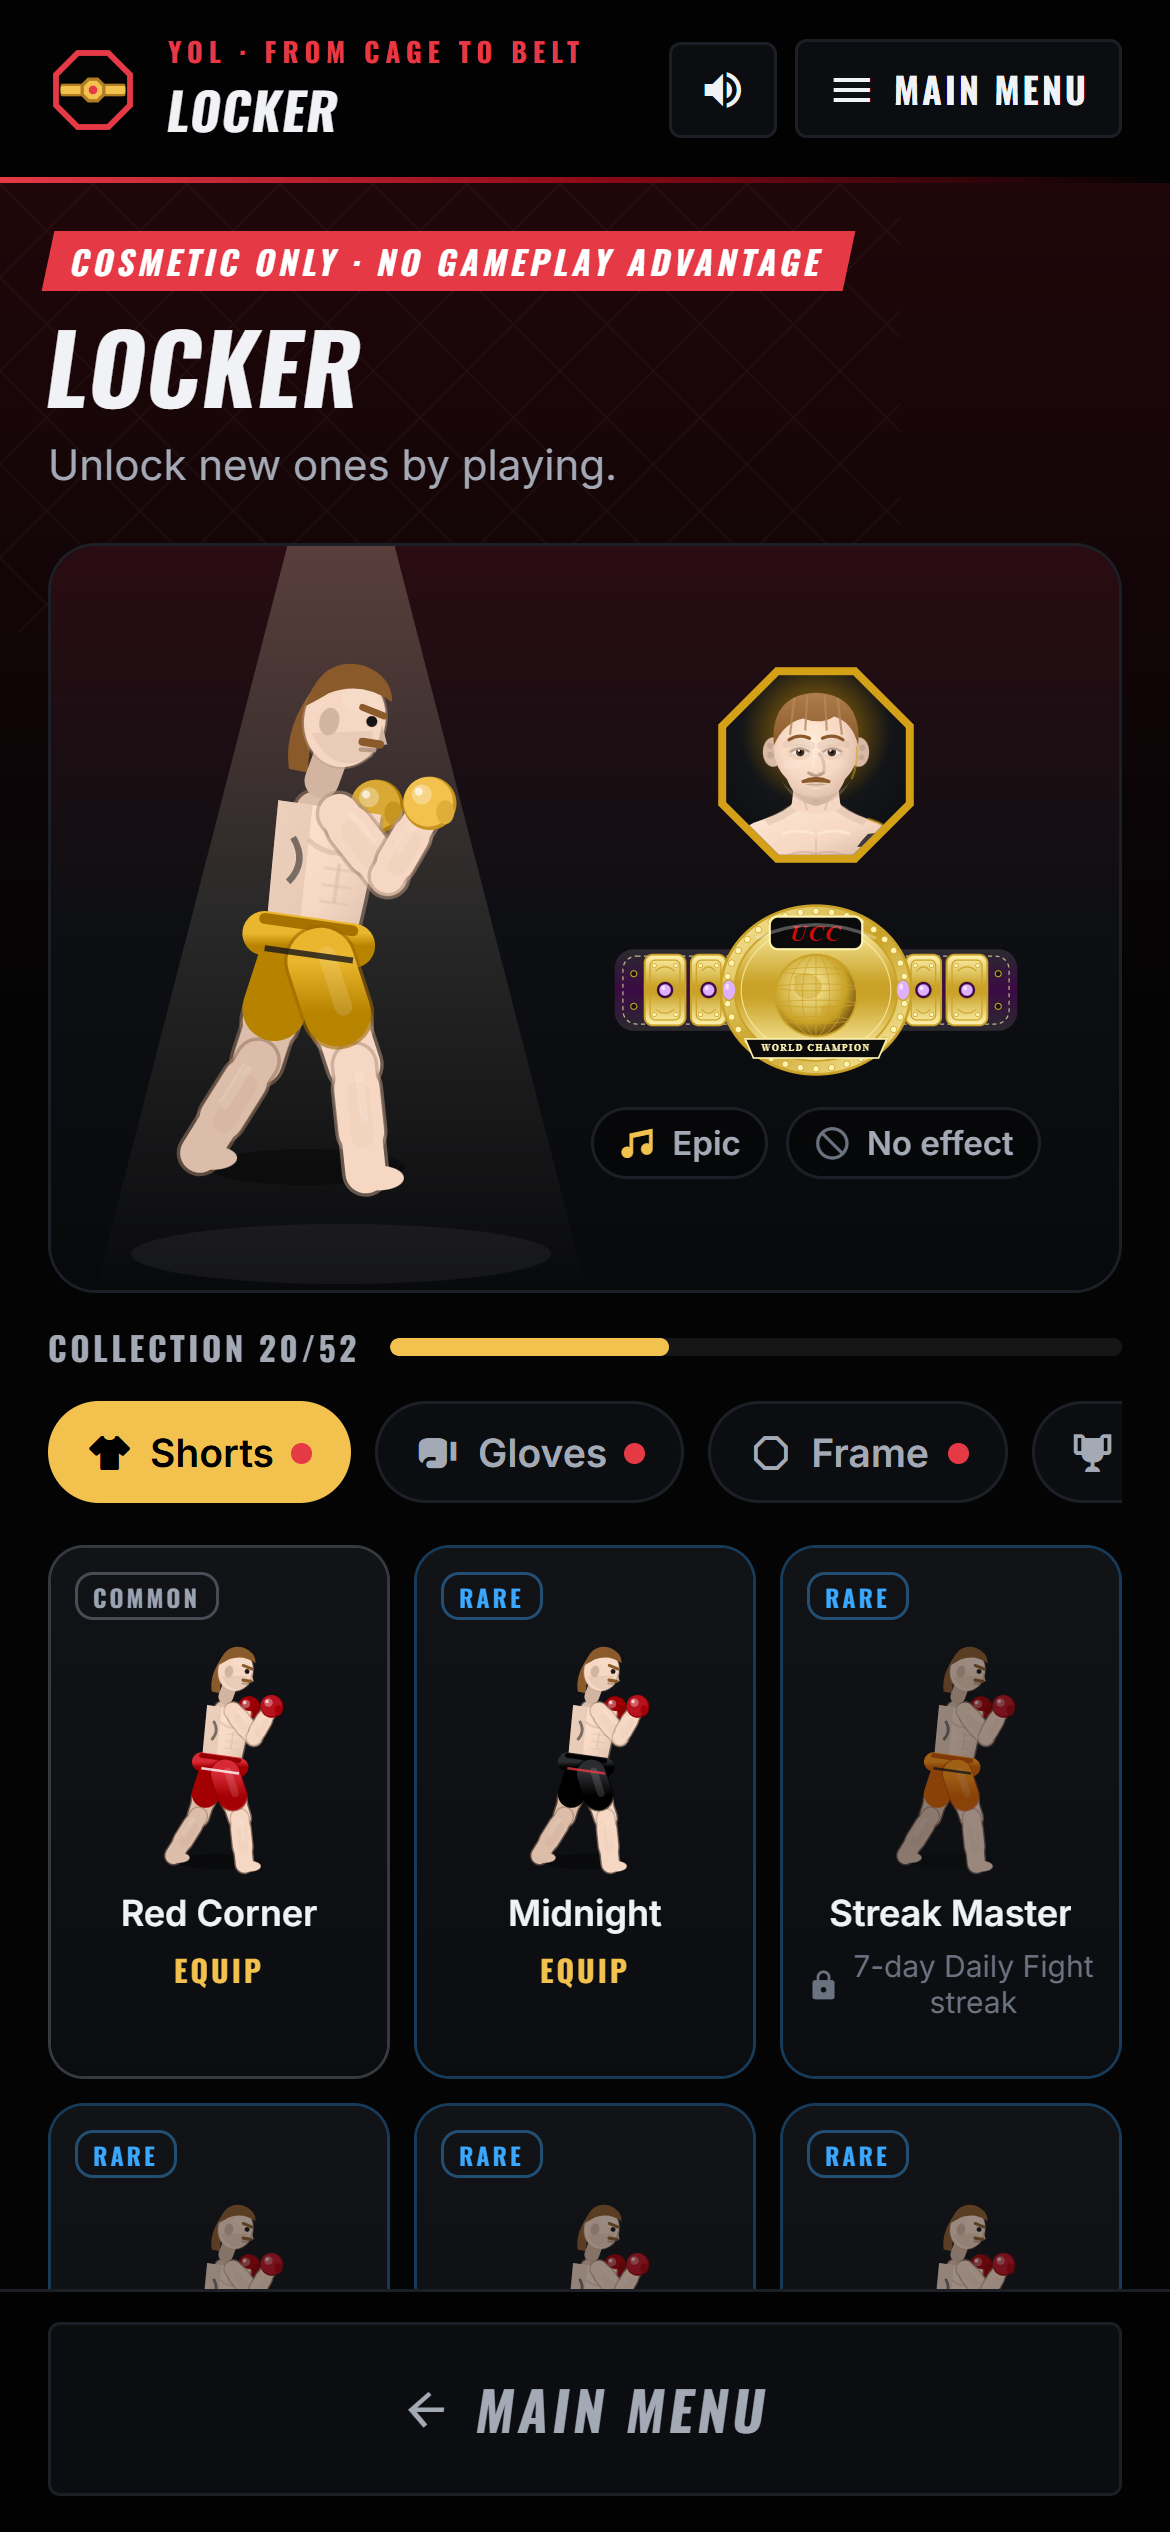 YOL · FROM CAGE TO BELT
LOCKER
MAIN MENU
COSMETIC ONLY · NO GAMEPLAY ADVANTAGE
LOCKER
Unlock new ones by playing.
UCC
WORLD CHAMPION
Epic
No effect
COLLECTION 20/52
Shorts
Gloves
Frame
COMMON
RARE
RARE
Red Corner
Midnight
Streak Master
EQUIP
EQUIP
7-day Daily Fight
streak
RARE
RARE
RARE
MAIN MENU